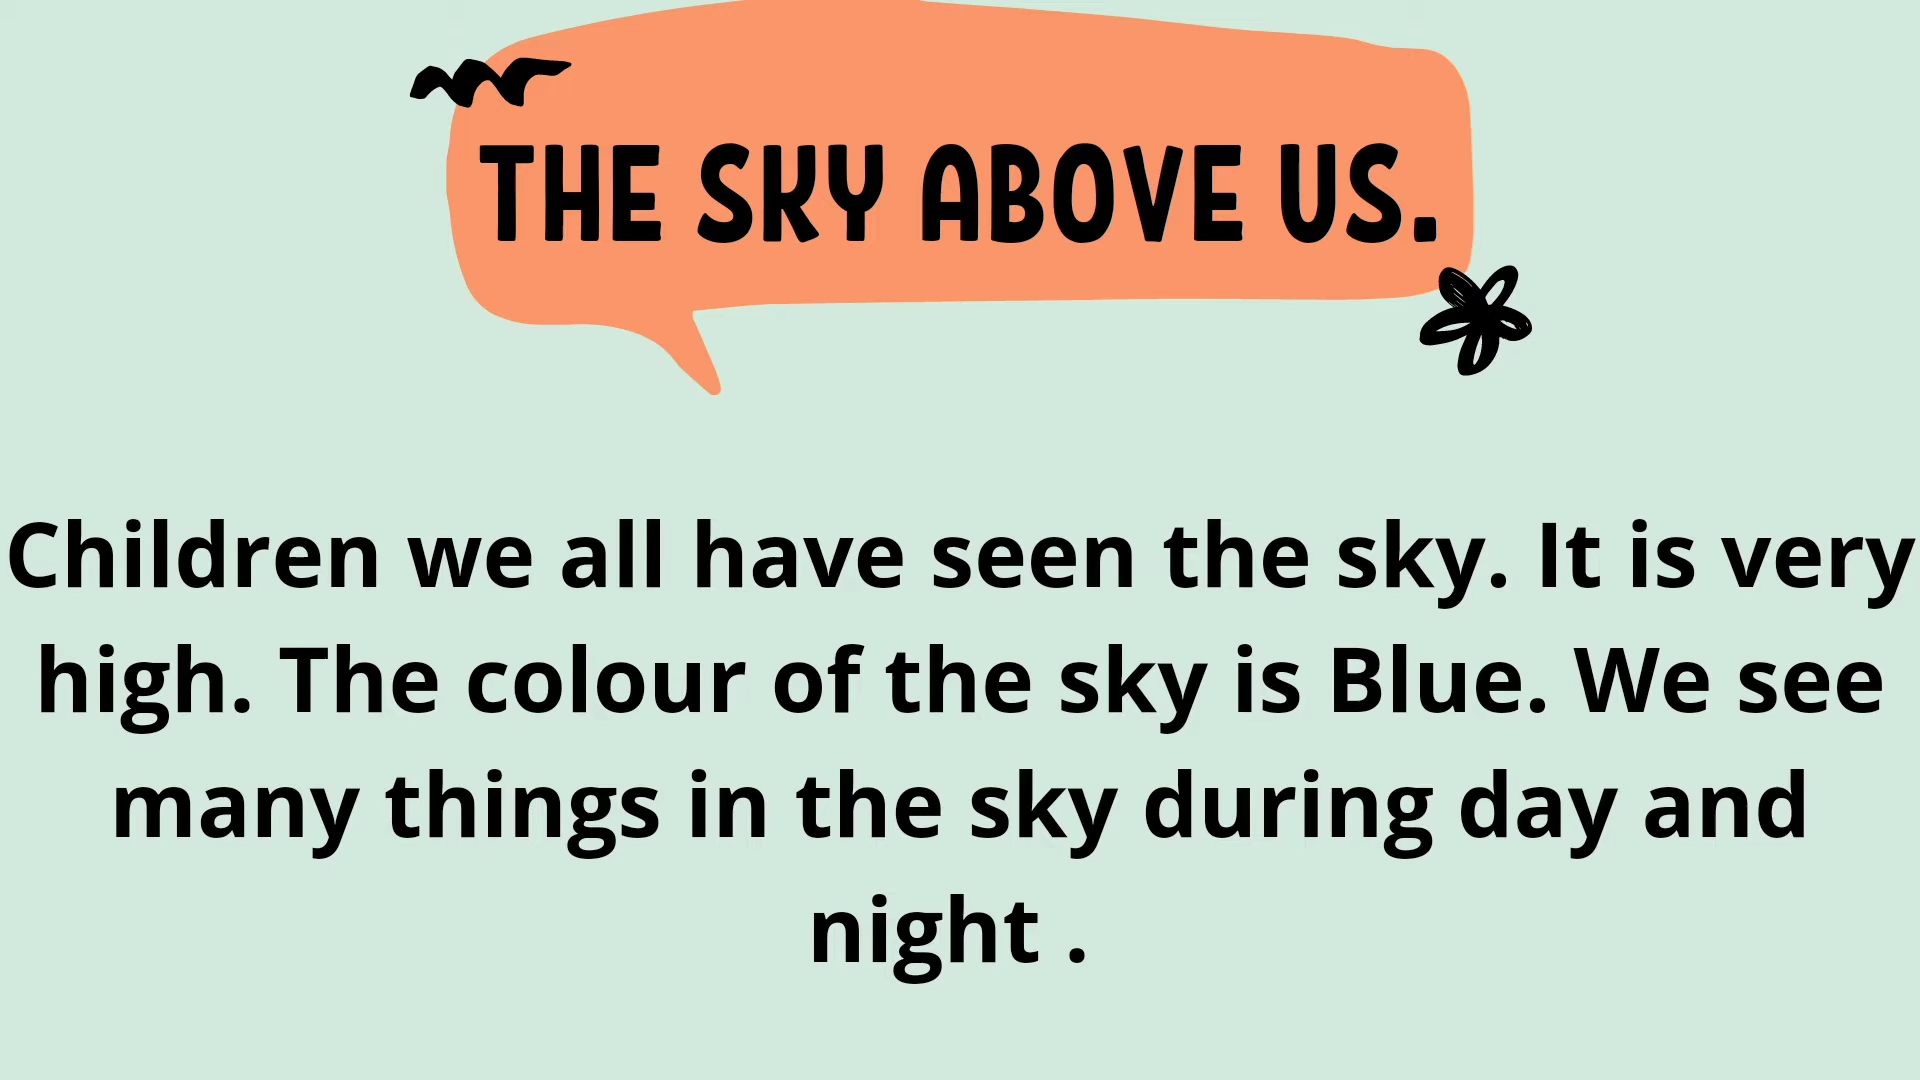 THE SKY ABOVE US.
Children we all have seen the sky. It is very
high. The colour of the sky is Blue. We see
many things in the sky during day and
night .